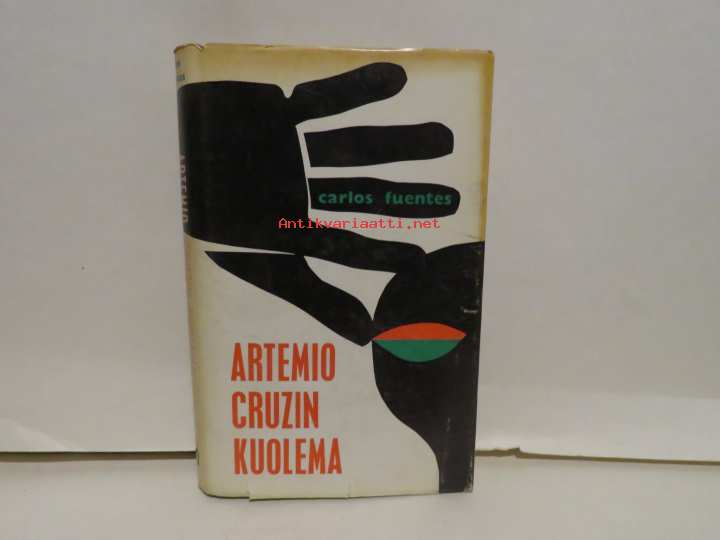 carlos fuentes
Antikvariaatti.net
ARTEMIO
CRUZIN
KUOLEMA